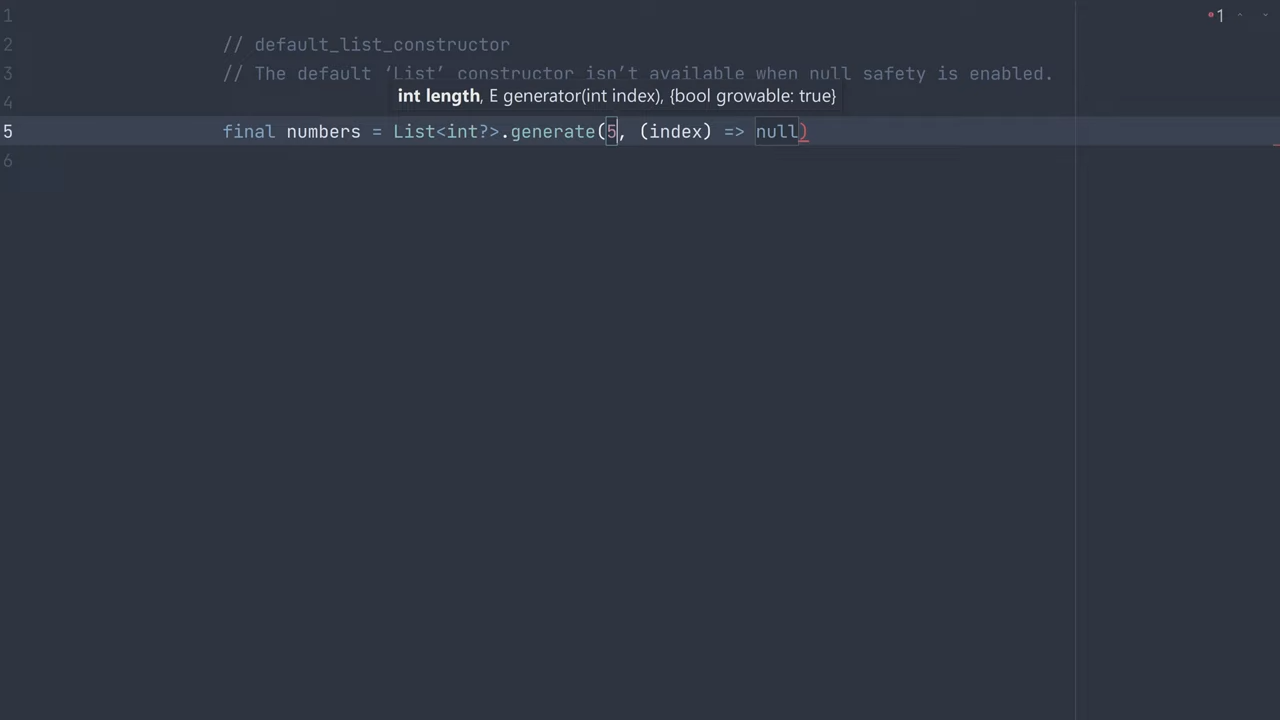 1
1
2 // default_list_constructor
3 // The default ‘List’ constructor isn’t available when null safety is enabled.
int length, E generator(int index), {bool growable: true}
4
5 final numbers = List<int?>.generate(5, (index) => null)
6